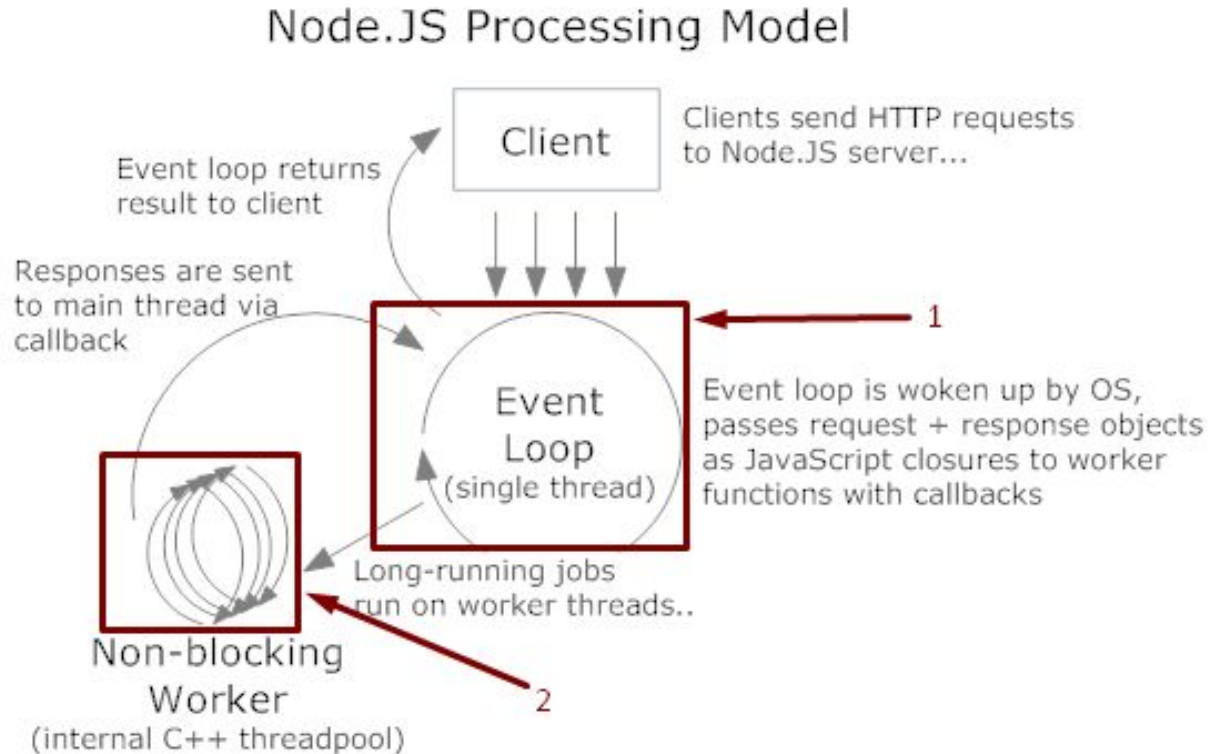 Node.JS Processing Model
Client
Clients send HTTP requests
to Node.JS server...
Event loop returns
result to client
Responses are sent
to main thread via
callback
1
Event
Loop
(single thread)
Event loop is woken up by OS,
passes request + response objects
as JavaScript closures to worker
functions with callbacks
Long-running jobs
run on worker threads..
2
Non-blocking
Worker
(internal C++ threadpool)